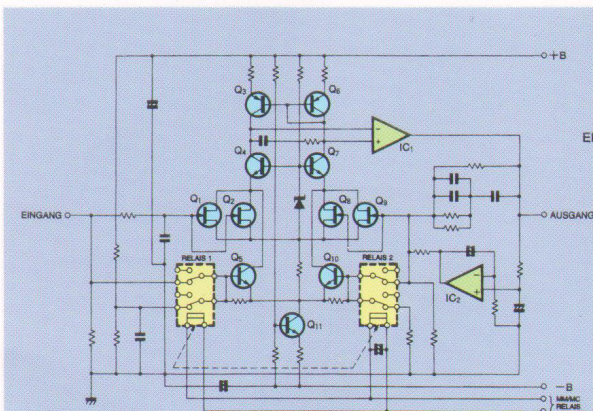 +B
Q3
Q6
Q4
Q7
IC1
EI
Q1
Q2
Q8
Q9
EINGANG
AUSGANG
RELAIS 1
Q5
Q10
RELAIS 2
IC2
Q11
−B
MM/MC
RELAIS